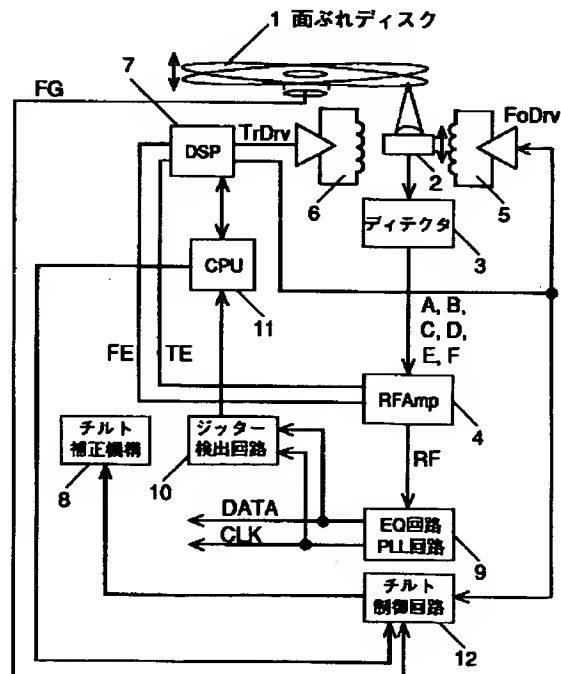 1 面ぶれディスク
7
FG
TrDrv
FoDrv
DSP
2
6
5
ディテクタ
3
CPU
11
A, B,
C, D,
E, F
FE
TE
RFAmp
4
チルト
補正機構
8
ジッター
検出回路
10
RF
DATA
CLK
EQ回路
PLL回路
9
チルト
制御回路
12